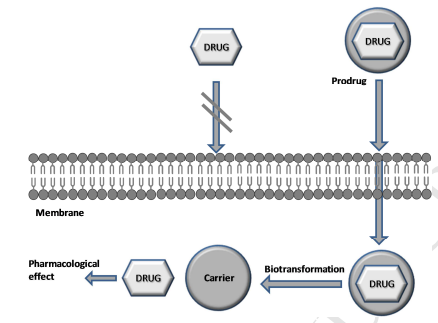 DRUG
DRUG
Prodrug
Membrane
Pharmacological
effect
DRUG
Carrier
Biotransformation
DRUG